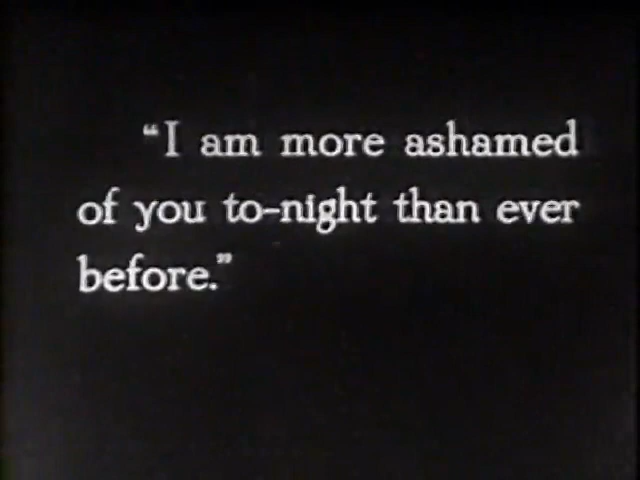 “I am more ashamed
of you to-night than ever
before.”